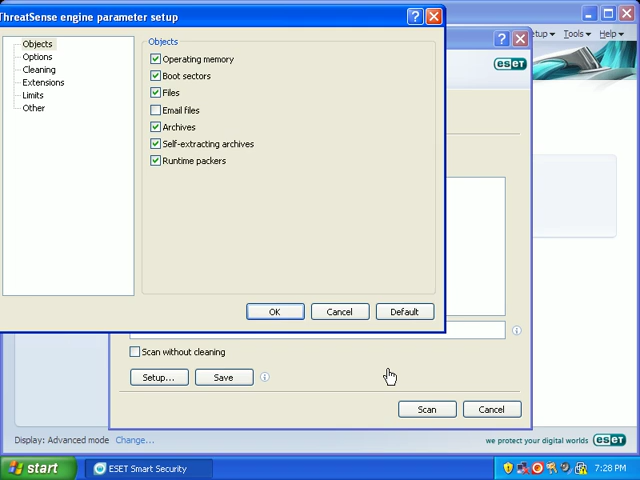 ThreatSense engine parameter setup
Objects
Options
Cleaning
Extensions
Limits
Other
Objects
Operating memory
Boot sectors
Files
Email files
Archives
Self-extracting archives
Runtime packers
OK Cancel Default
Tools Help
eseT
Scan without cleaning
Setup... Save
Scan Cancel
Display: Advanced mode Change...
we protect your digital worlds eseT
start ESET Smart Security 7:28 PM